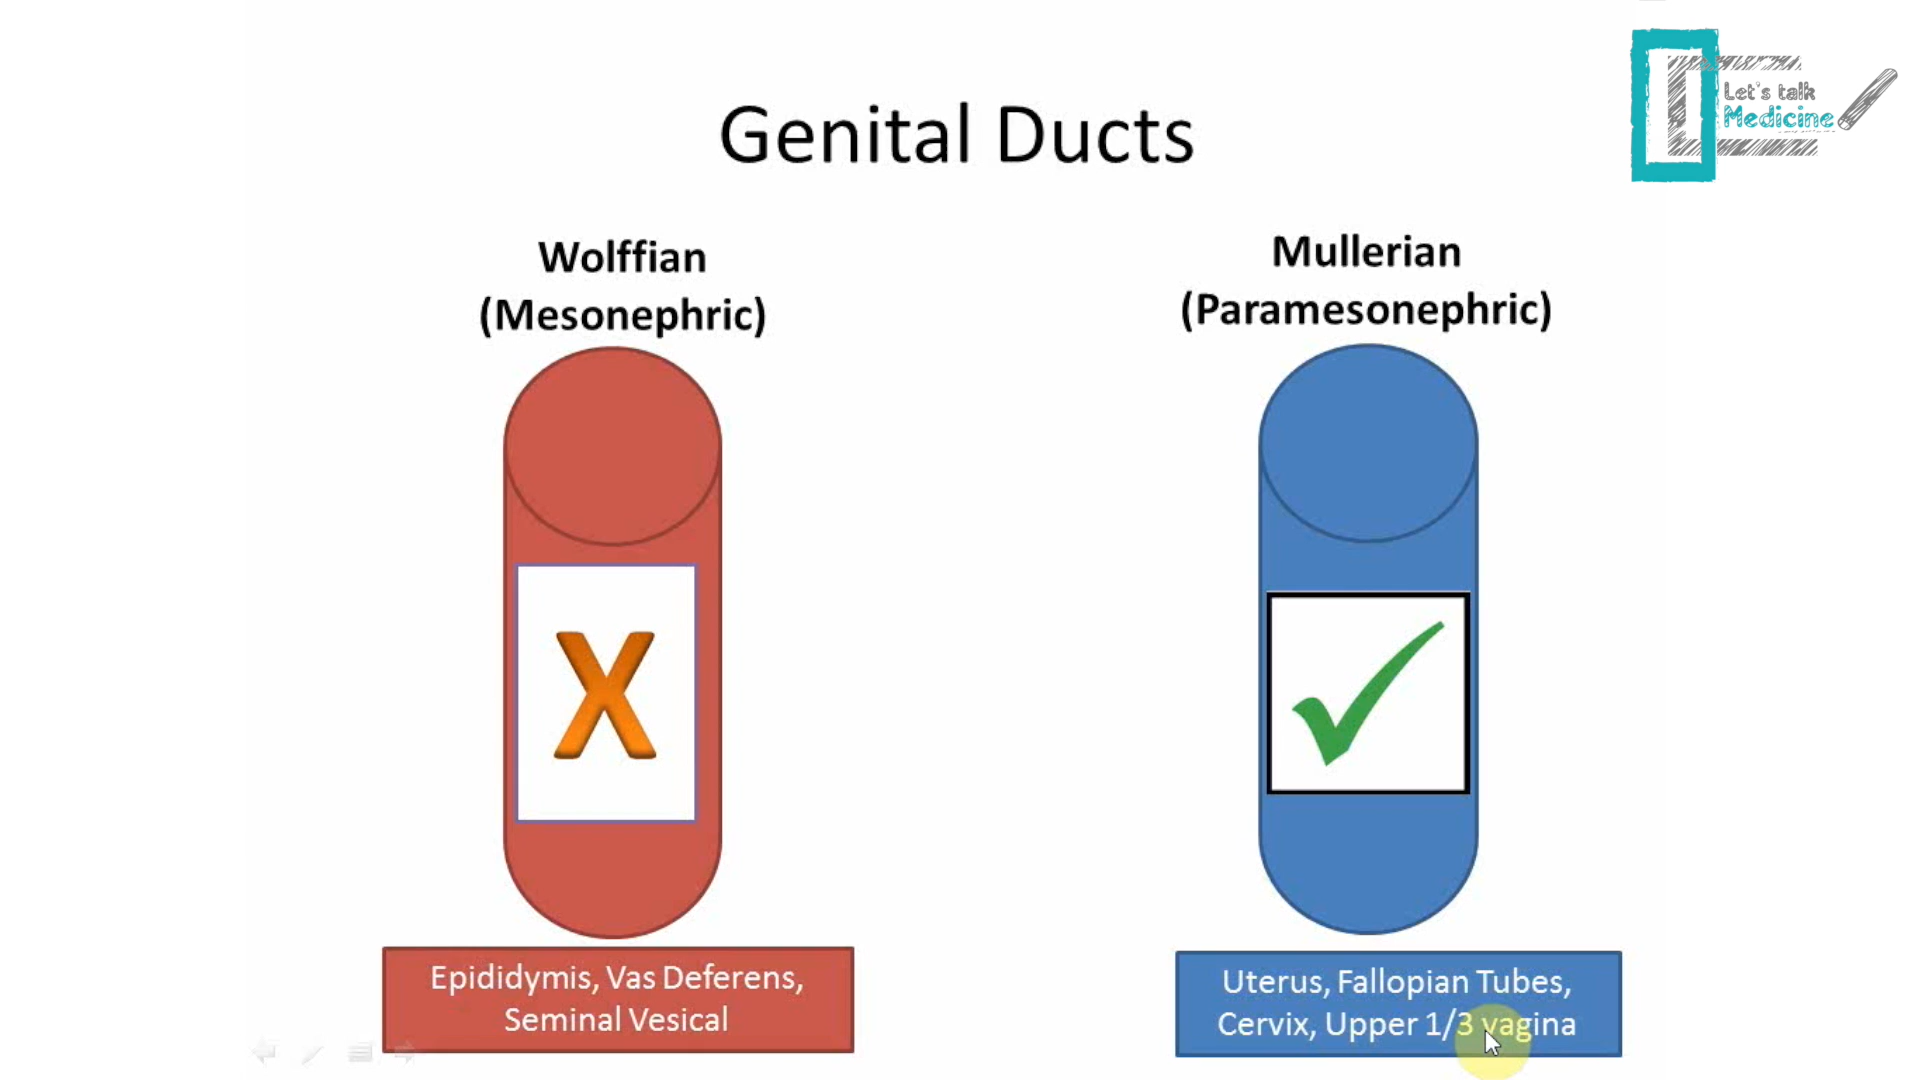 Let's talk
Medicine
Genital Ducts
Wolffian
(Mesonephric)
Mullerian
(Paramesonephric)
X
Epididymis, Vas Deferens,
Seminal Vesical
Uterus, Fallopian Tubes,
Cervix, Upper 1/3 vagina